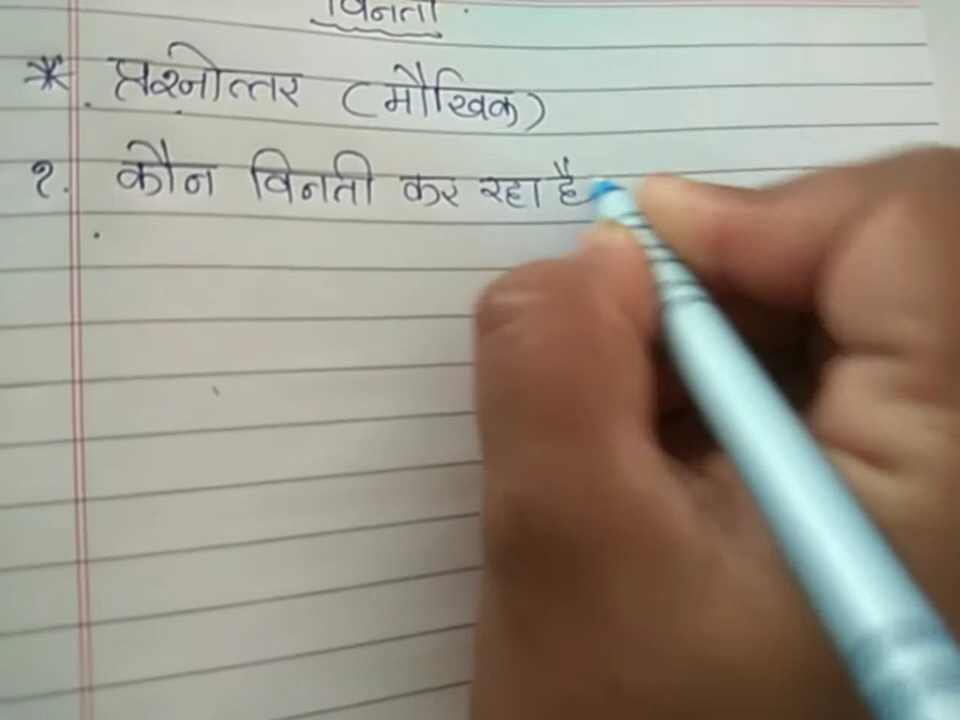 विनती
* प्रश्नोत्तर (मौखिक)
१. कौन विनती कर रहा है